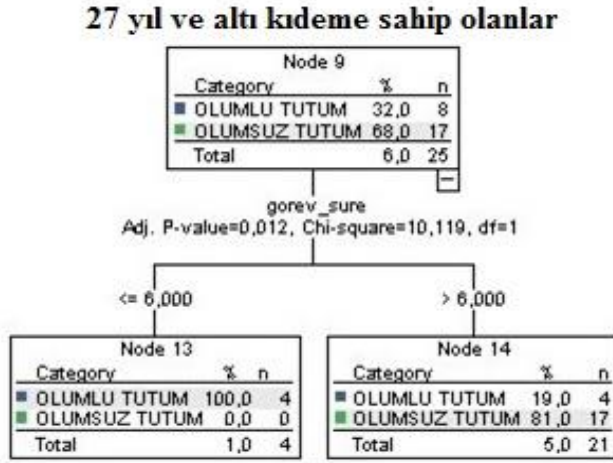 27 yıl ve altı kıdeme sahip olanlar
Node 9
Category % n
OLUMLU TUTUM 32,0 8
OLUMSUZ TUTUM 68,0 17
Total 6,0 25
gorev_sure
Adj. P-value=0,012, Chi-square=10,119, df=1
<= 6,000
> 6,000
Node 13
Category % n
OLUMLU TUTUM 100,0 4
OLUMSUZ TUTUM 0,0 0
Total 1,0 4
Node 14
Category % n
OLUMLU TUTUM 19,0 4
OLUMSUZ TUTUM 81,0 17
Total 5,0 21